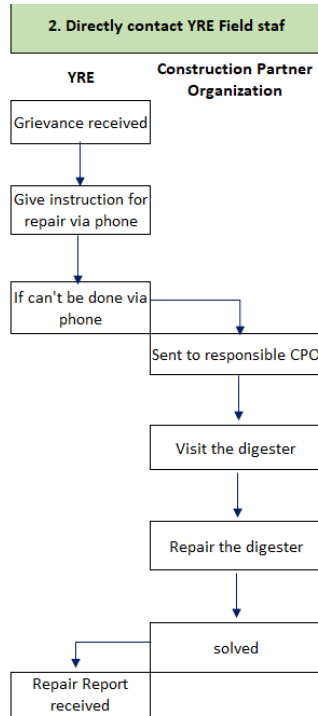 2. Directly contact YRE Field staf
YRE
Construction Partner
Organization
Grievance received
Give instruction for
repair via phone
If can't be done via
phone
Sent to responsible CPO
Visit the digester
Repair the digester
solved
Repair Report
received